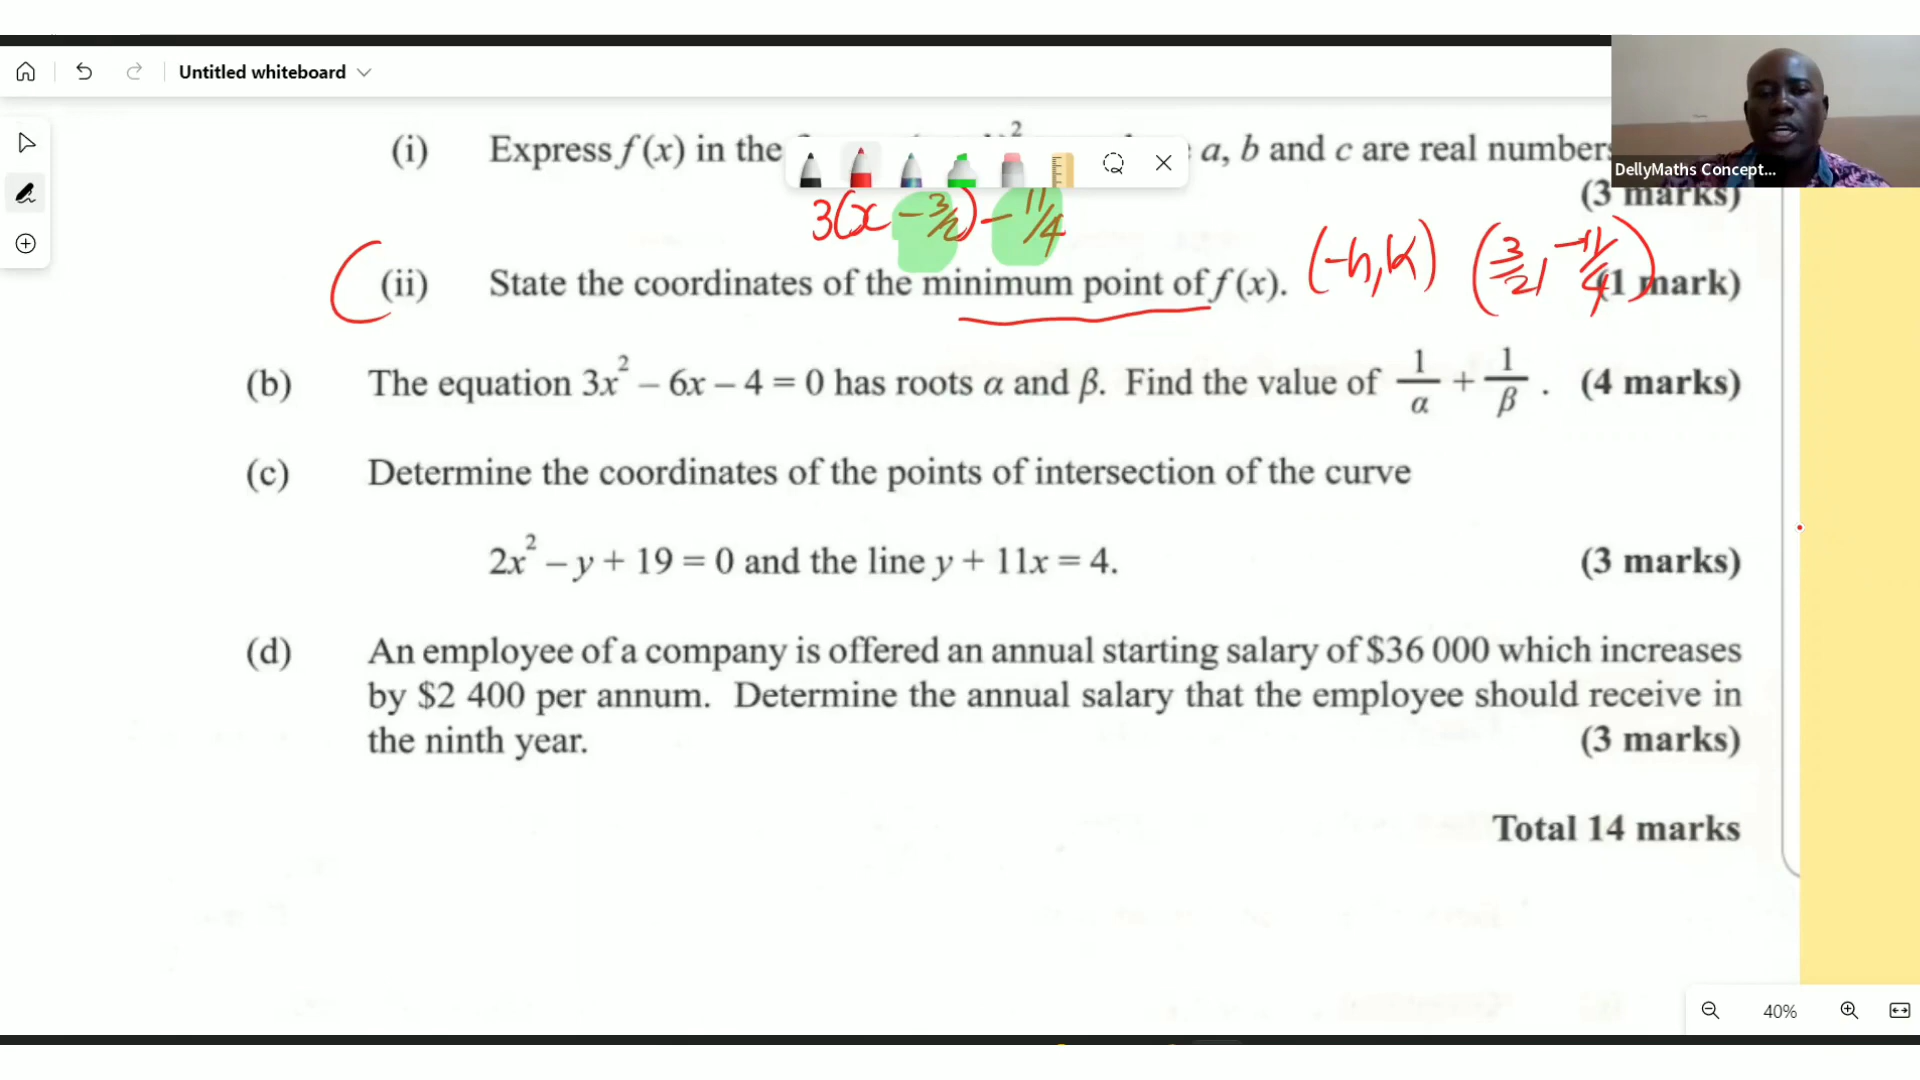 Untitled whiteboard
(i) Express f(x) in the 2 a, b and c are real numbers
DellyMaths Concept...
(3 marks)
3(x - 3/2) - 11/4
(-h, k) (3/2, -11/4)
(ii) State the coordinates of the minimum point of f(x). (1 mark)
(b) The equation 3x² – 6x – 4 = 0 has roots α and β. Find the value of 1/α + 1/β . (4 marks)
(c) Determine the coordinates of the points of intersection of the curve
2x² – y + 19 = 0 and the line y + 11x = 4. (3 marks)
(d) An employee of a company is offered an annual starting salary of $36 000 which increases
by $2 400 per annum. Determine the annual salary that the employee should receive in
the ninth year. (3 marks)
Total 14 marks
40%